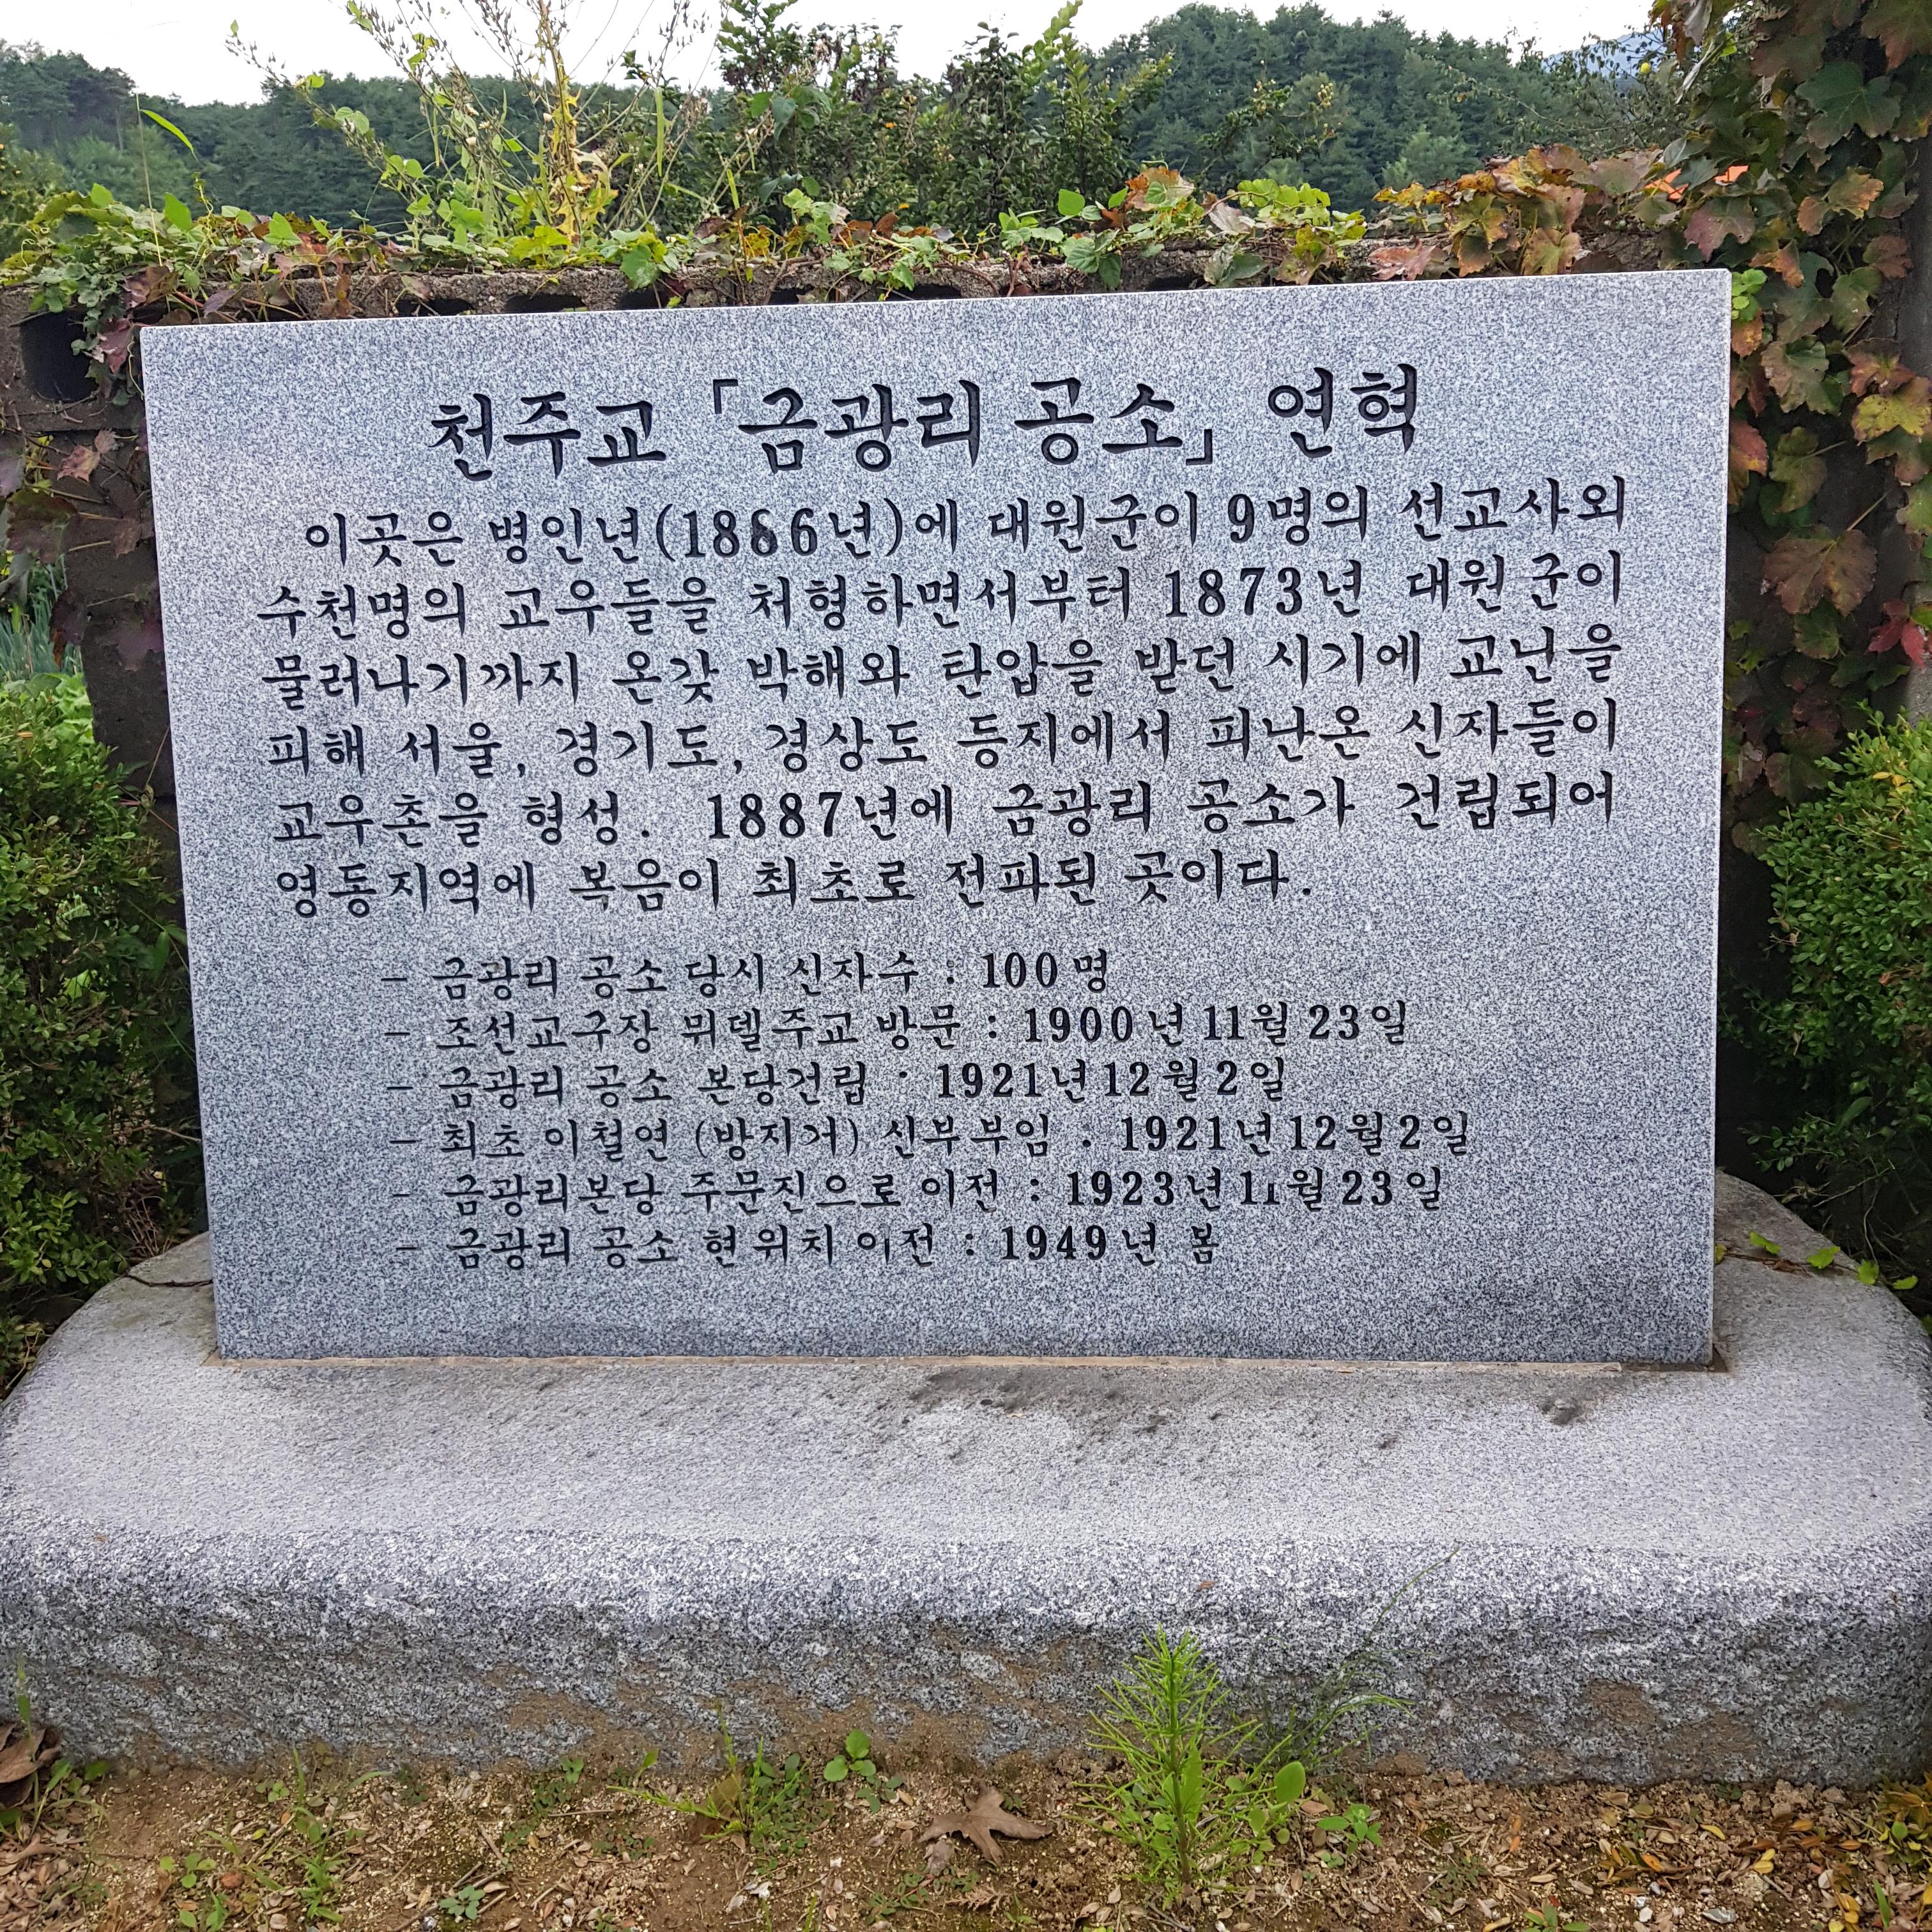 천주교 「금광리 공소」 연혁
이곳은 병인년(1866년)에 대원군이 9명의 선교사외
수천명의 교우들을 처형하면서부터 1873년 대원군이
물러나기까지 온갖 박해와 탄압을 받던 시기에 교난을
피해 서울, 경기도, 경상도 등지에서 피난온 신자들이
교우촌을 형성. 1887년에 금광리 공소가 건립되어
영동지역에 복음이 최초로 전파된 곳이다.
- 금광리 공소 당시 신자수 : 100명
- 조선교구장 뮈델주교 방문 : 1900년 11월 23일
- 금광리 공소 본당건립 : 1921년 12월 2일
- 최초 이철연 (방지거) 신부부임 : 1921년 12월 2일
- 금광리본당 주문진으로 이전 : 1923년 11월 23일
- 금광리 공소 현위치 이전 : 1949년 봄